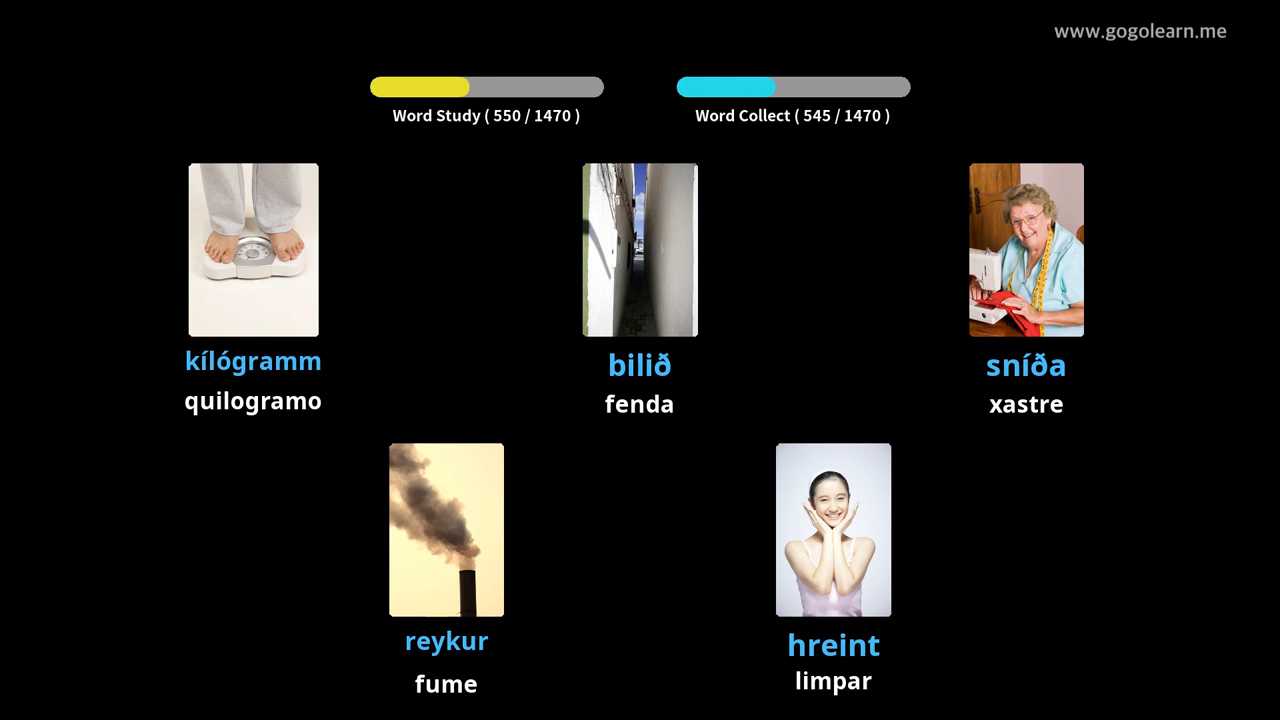 www.gogolearn.me
Word Study ( 550 / 1470 )
Word Collect ( 545 / 1470 )
kílógramm
quilogramo
bilið
fenda
sníða
xastre
reykur
fume
hreint
limpar